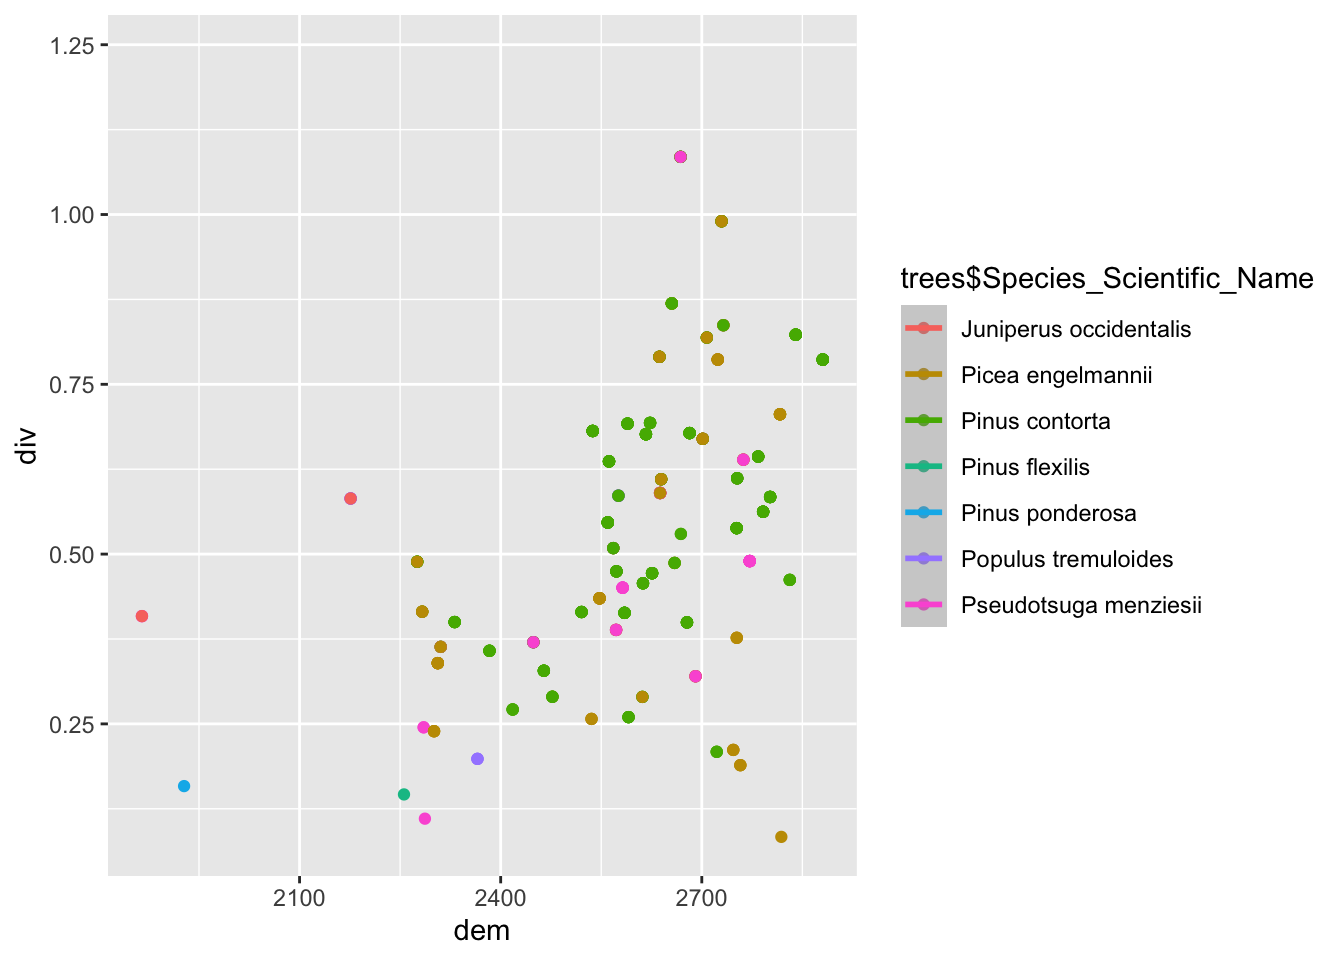 1.25
1.00
0.75
0.50
0.25
div
2100 2400 2700
dem
trees$Species_Scientific_Name
Juniperus occidentalis
Picea engelmannii
Pinus contorta
Pinus flexilis
Pinus ponderosa
Populus tremuloides
Pseudotsuga menziesii